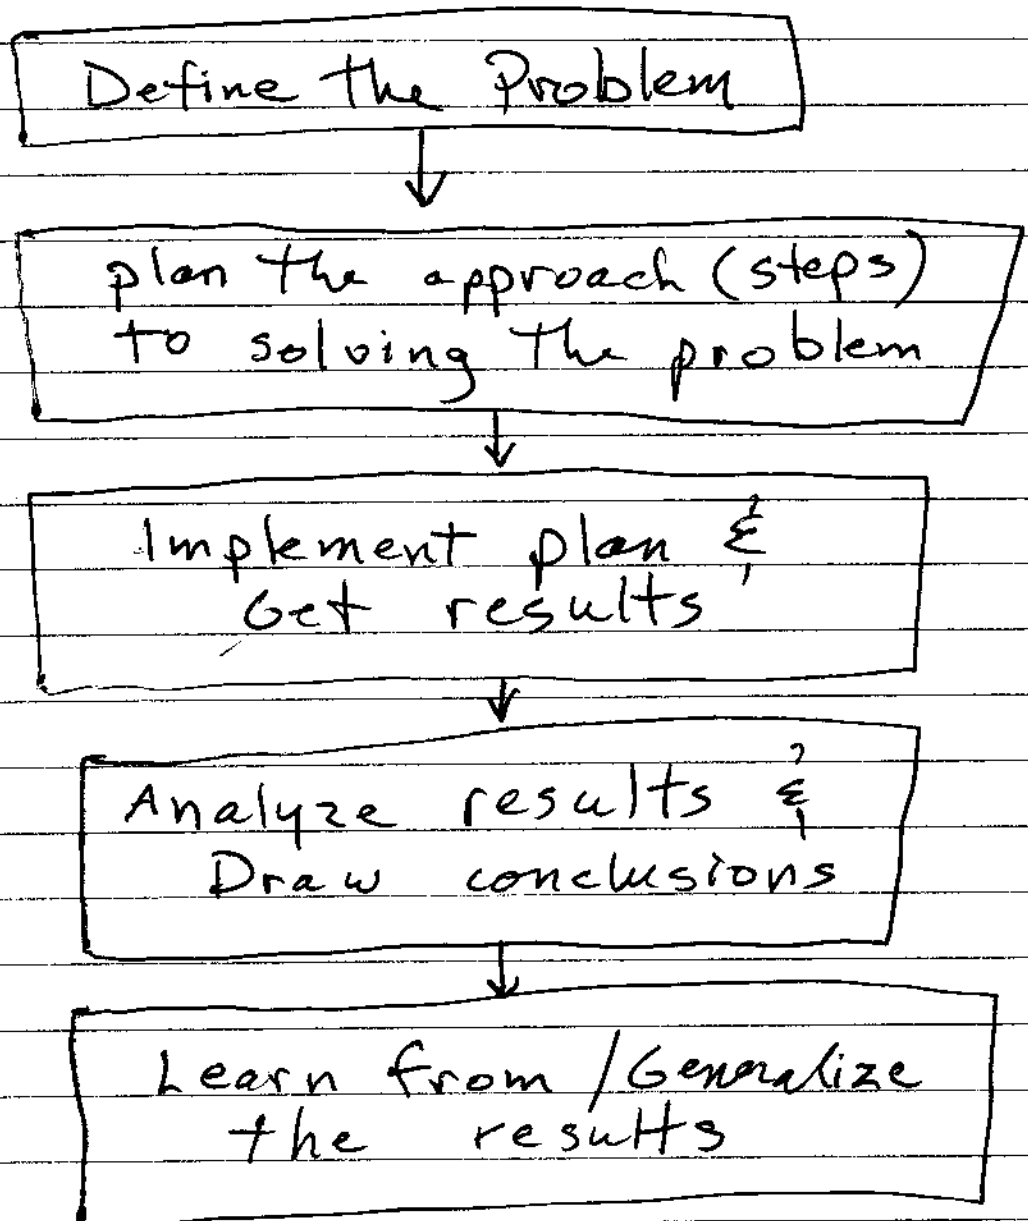 Define the Problem
plan the approach (steps)
to solving the problem
Implement plan &
Get results
Analyze results &
Draw conclusions
Learn from / Generalize
the results